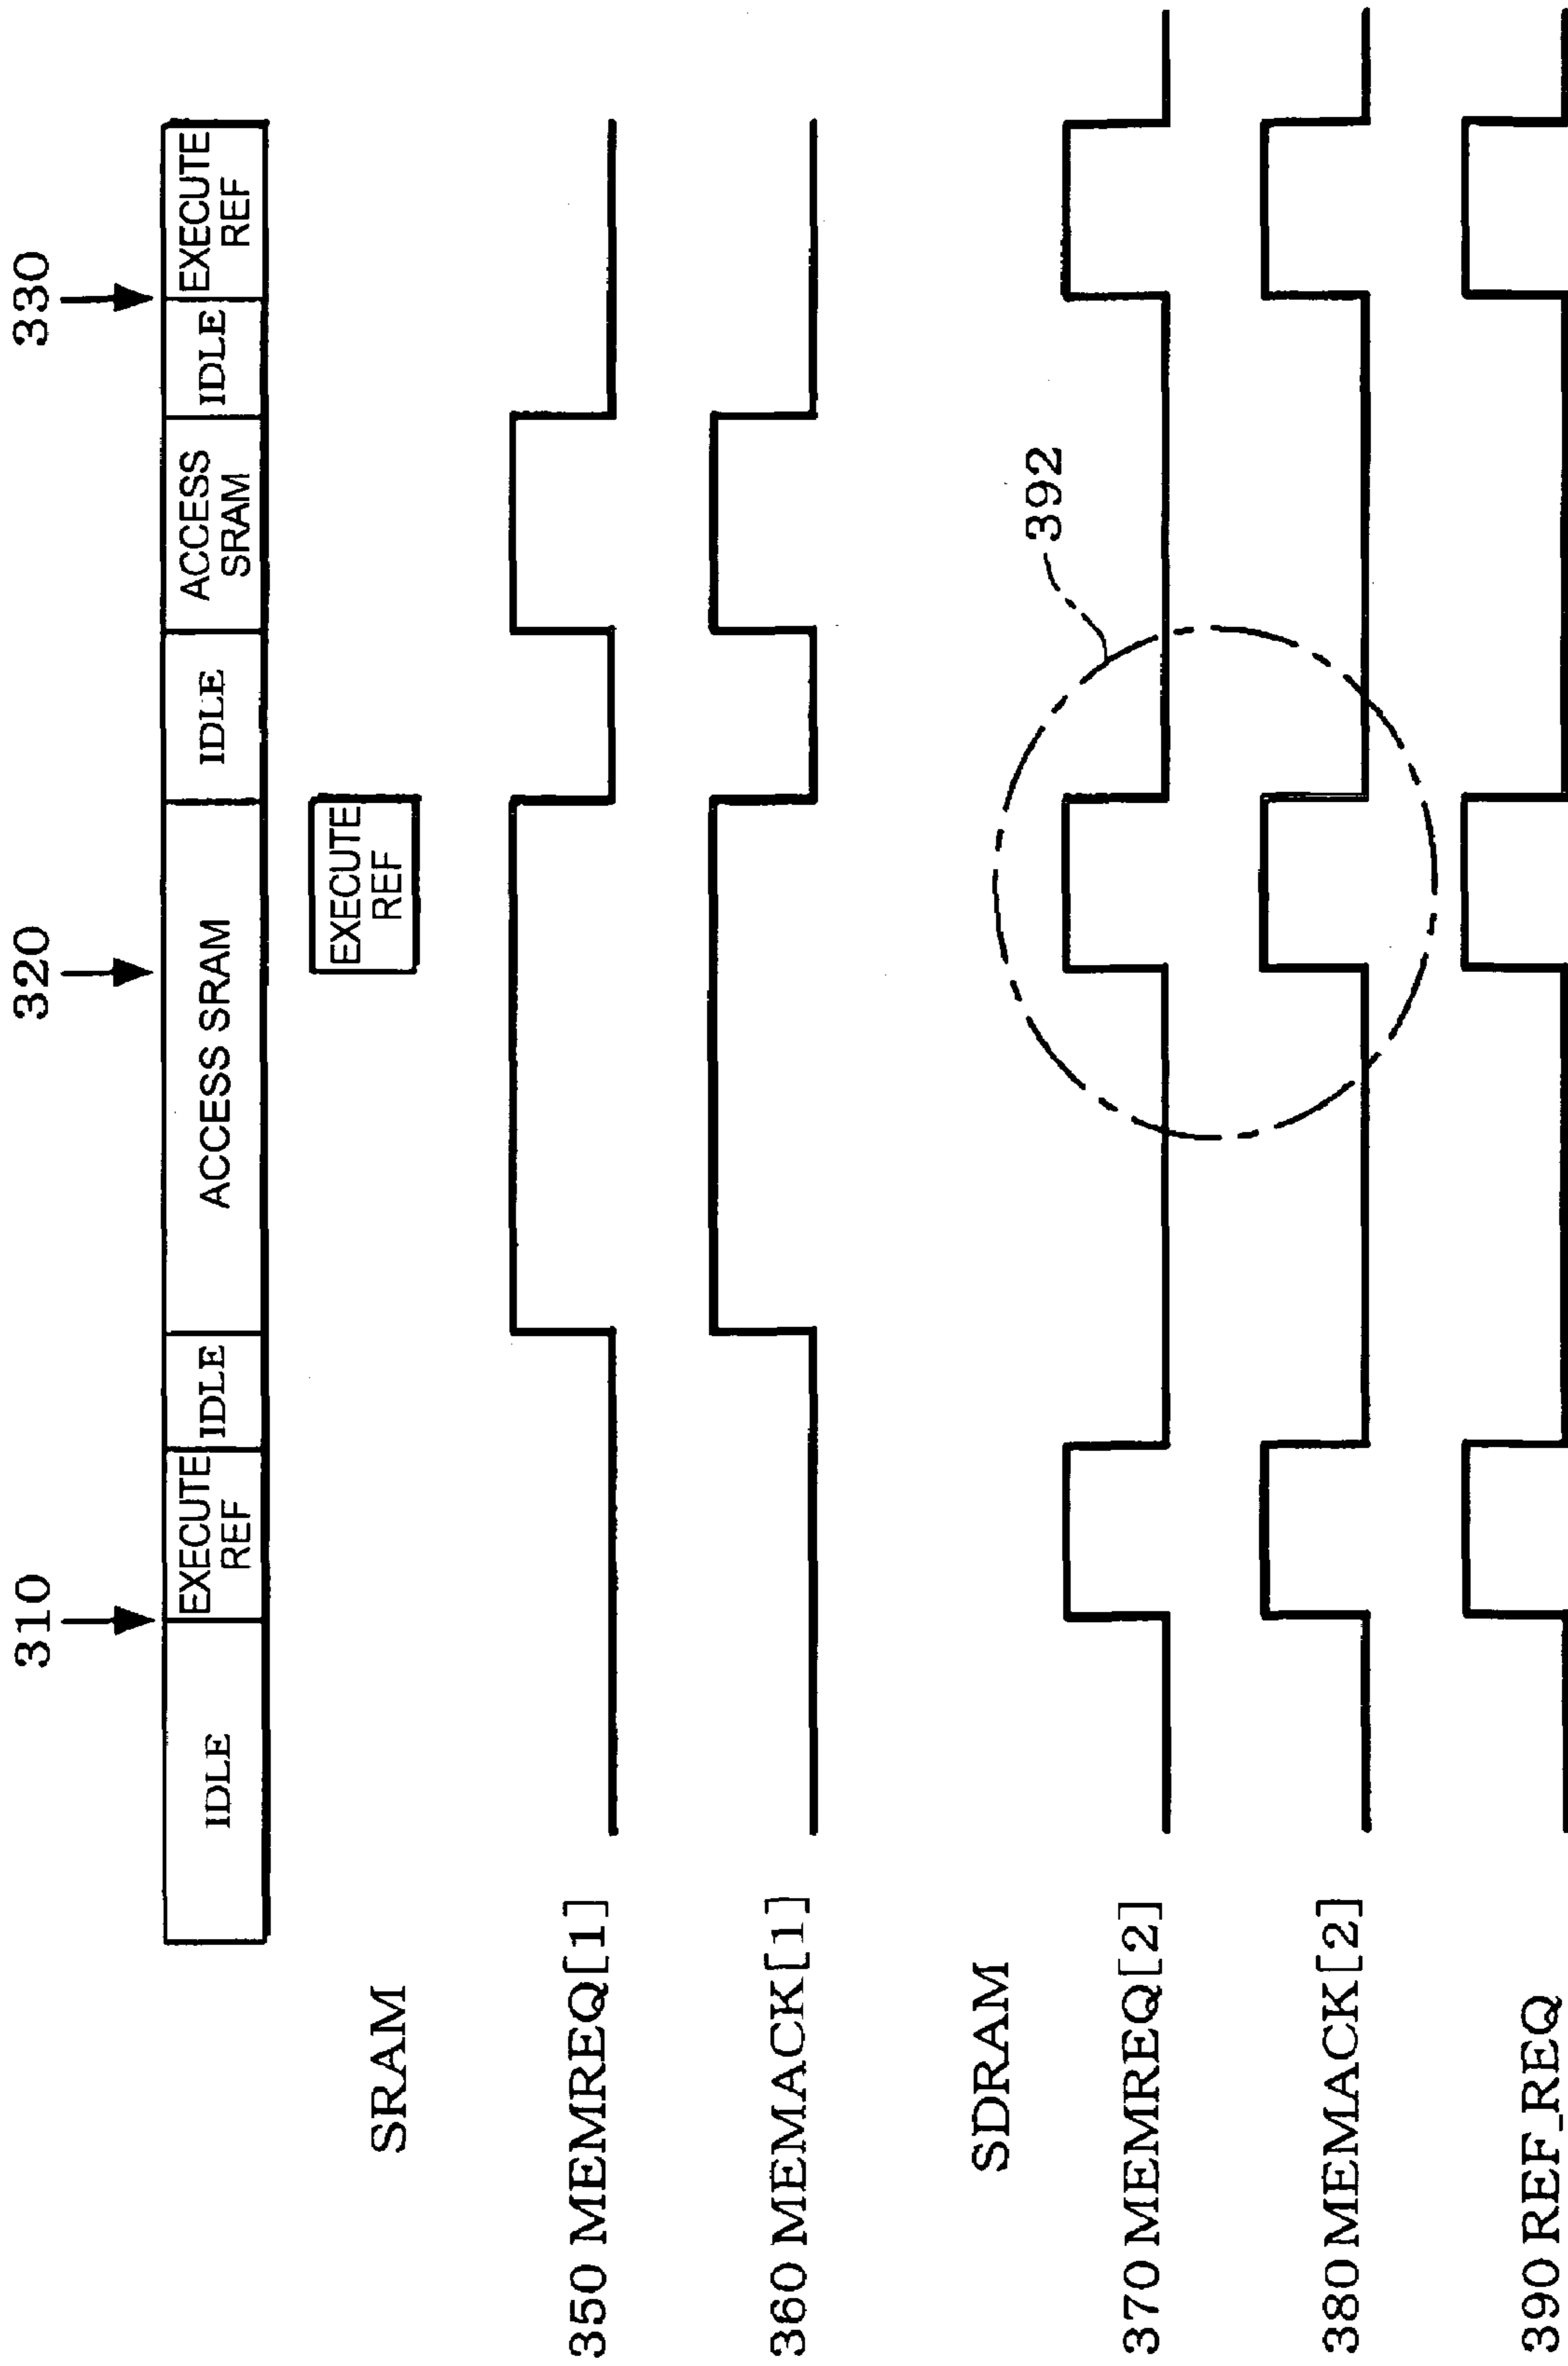 310
320
330
IDLE
EXECUTE
REF
IDLE
ACCESS SRAM
IDLE
ACCESS
SRAM
IDLE
EXECUTE
REF
EXECUTE
REF
SRAM
350 MEMREQ[1]
360 MEMACK[1]
SDRAM
392
370 MEMREQ[2]
380 MEMACK[2]
390 REF_REQ